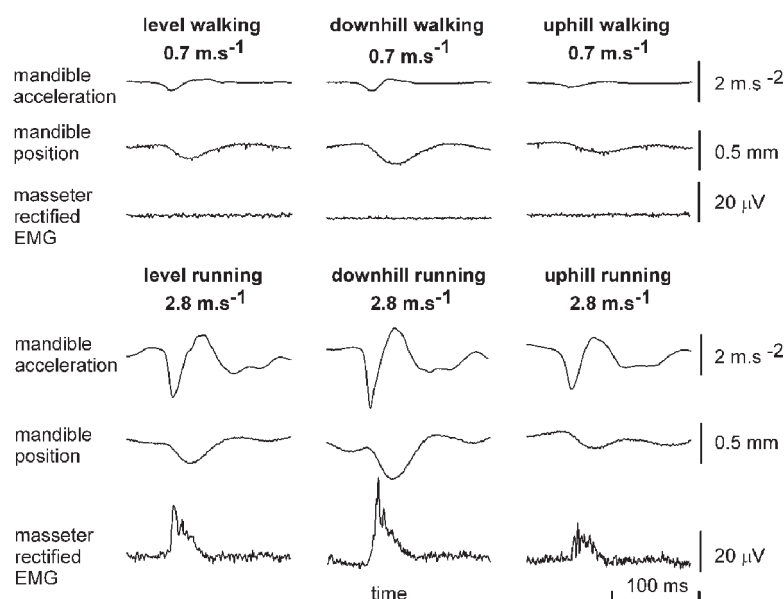 level walking downhill walking uphill walking
0.7 m.s-1 0.7 m.s-1 0.7 m.s-1
mandible
acceleration
2 m.s-2
mandible
position
0.5 mm
masseter
rectified
EMG
20 μV
level running downhill running uphill running
2.8 m.s-1 2.8 m.s-1 2.8 m.s-1
mandible
acceleration
2 m.s-2
mandible
position
0.5 mm
masseter
rectified
EMG
20 μV
time
100 ms